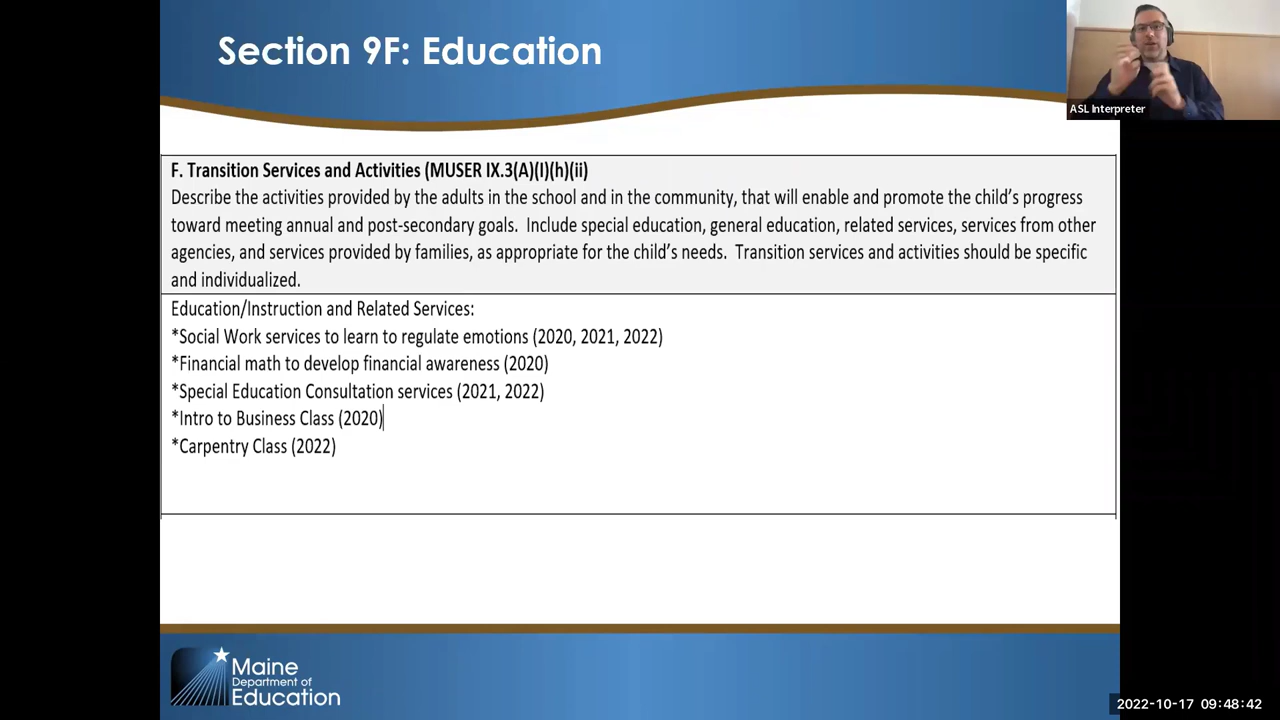 Section 9F: Education
ASL Interpreter
F. Transition Services and Activities (MUSER IX.3(A)(I)(h)(ii)
Describe the activities provided by the adults in the school and in the community, that will enable and promote the child's progress
toward meeting annual and post-secondary goals. Include special education, general education, related services, services from other
agencies, and services provided by families, as appropriate for the child's needs. Transition services and activities should be specific
and individualized.
Education/Instruction and Related Services:
*Social Work services to learn to regulate emotions (2020, 2021, 2022)
*Financial math to develop financial awareness (2020)
*Special Education Consultation services (2021, 2022)
*Intro to Business Class (2020)
*Carpentry Class (2022)
Maine
Department of
Education
2022-10-17 09:48:42